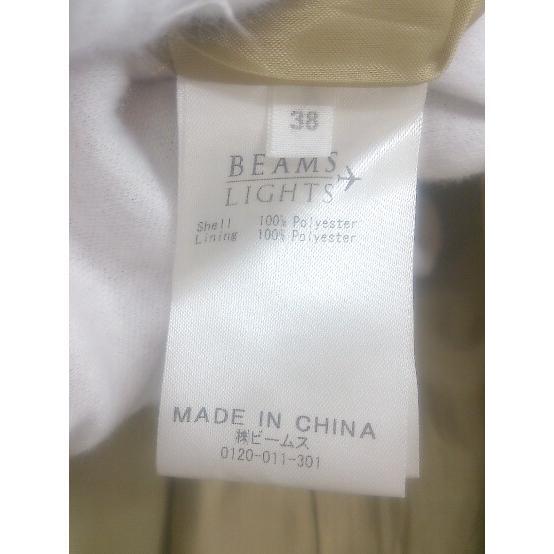 38
BEAMS
LIGHTS
Shell 100% Polyester
Lining 100% Polyester
MADE IN CHINA
㈱ビームス
0120-011-301